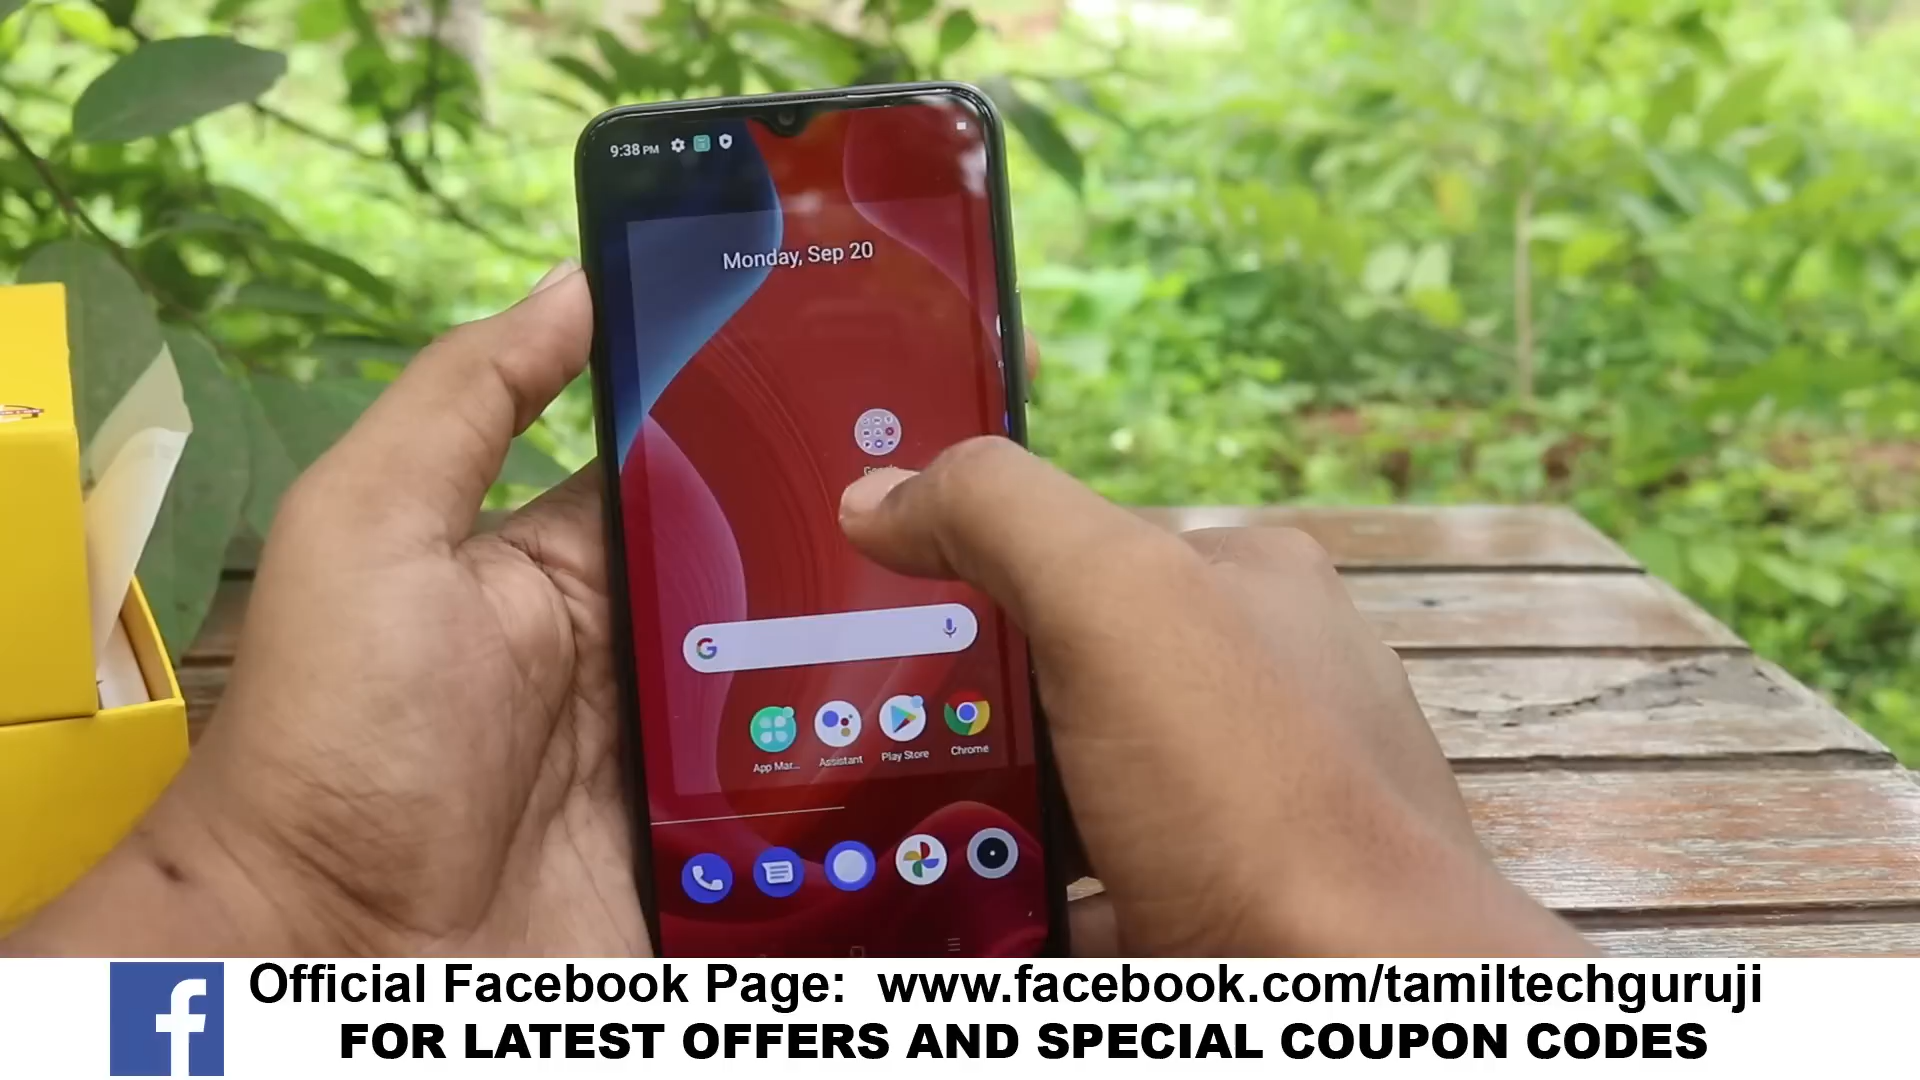 9:38 PM
Monday, Sep 20
G
App Mar... Assistant Play Store Chrome
f Official Facebook Page: www.facebook.com/tamiltechguruji
FOR LATEST OFFERS AND SPECIAL COUPON CODES